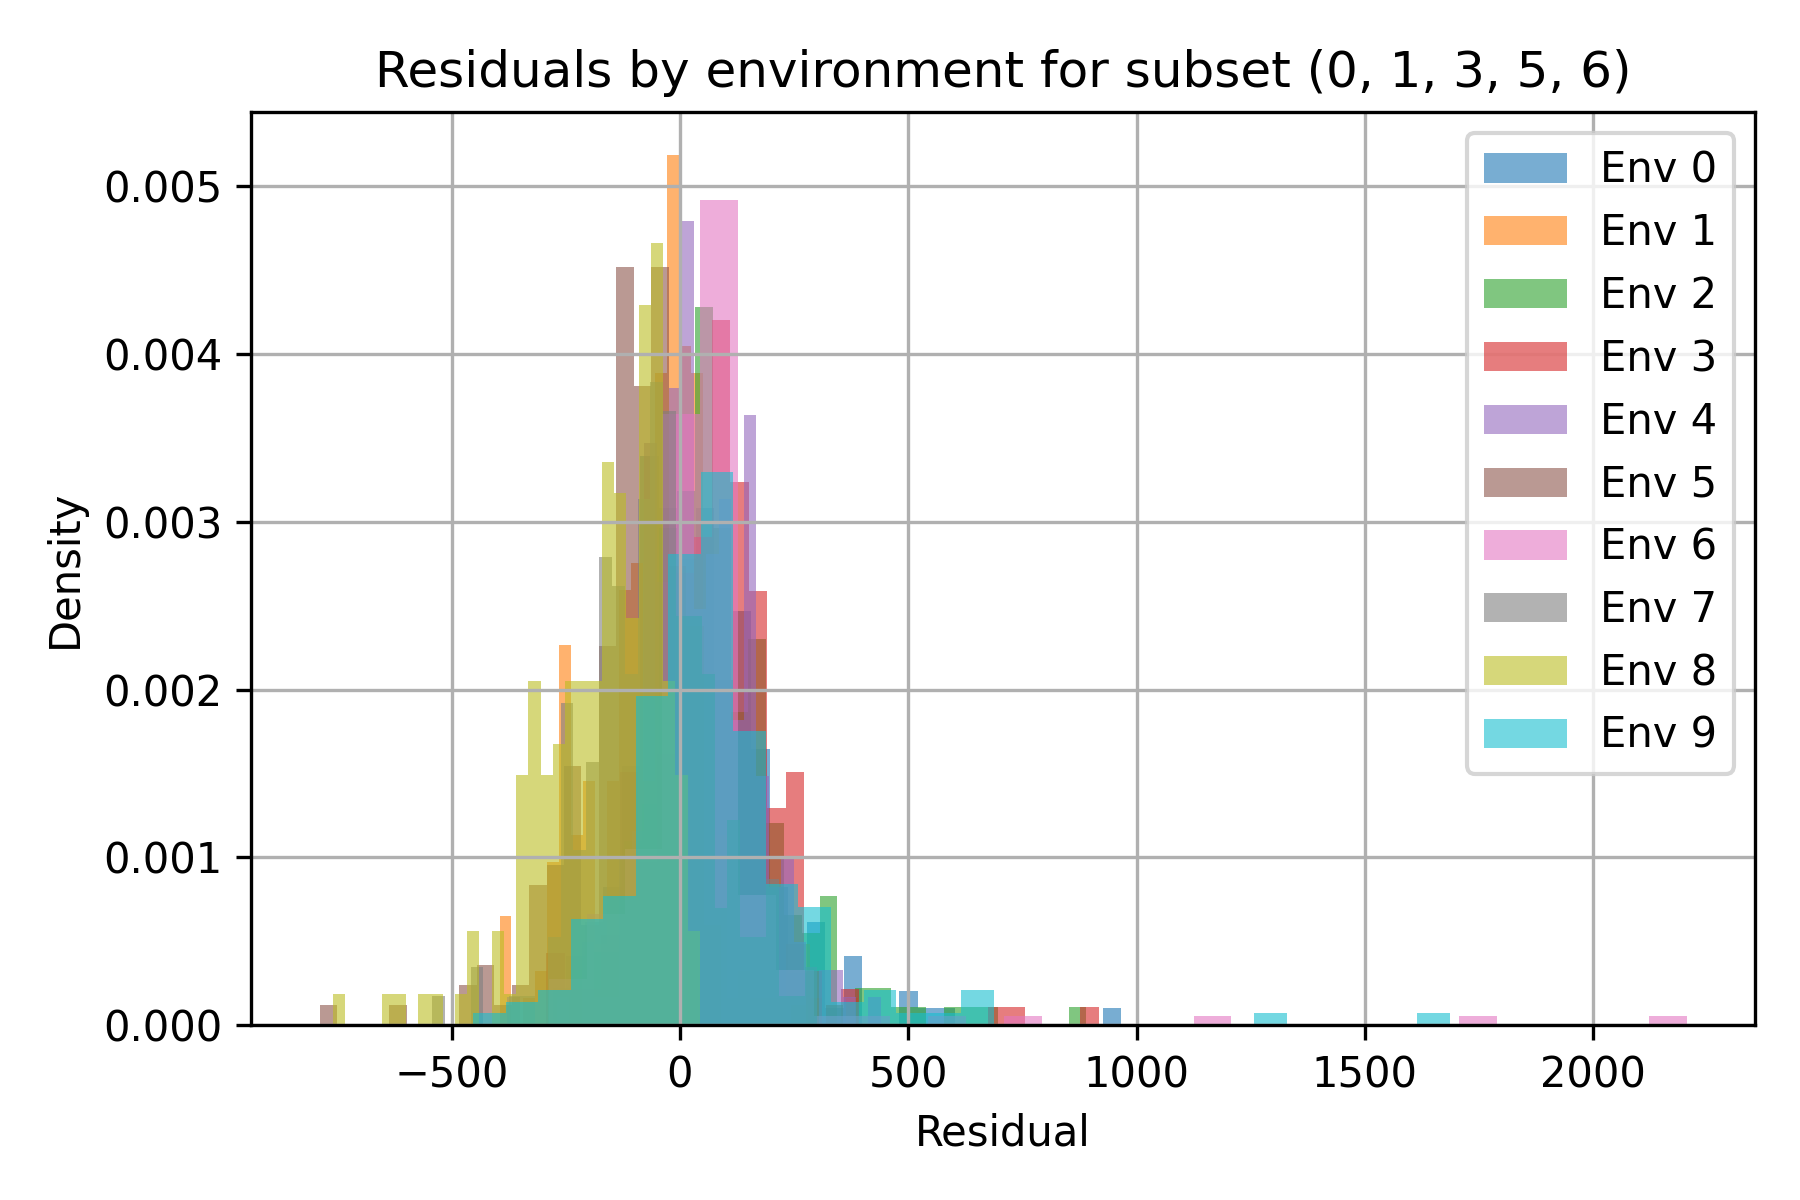 Residuals by environment for subset (0, 1, 3, 5, 6)
Density
0.005
0.004
0.003
0.002
0.001
0.000
−500
0
500
1000
1500
2000
Residual
Env 0
Env 1
Env 2
Env 3
Env 4
Env 5
Env 6
Env 7
Env 8
Env 9